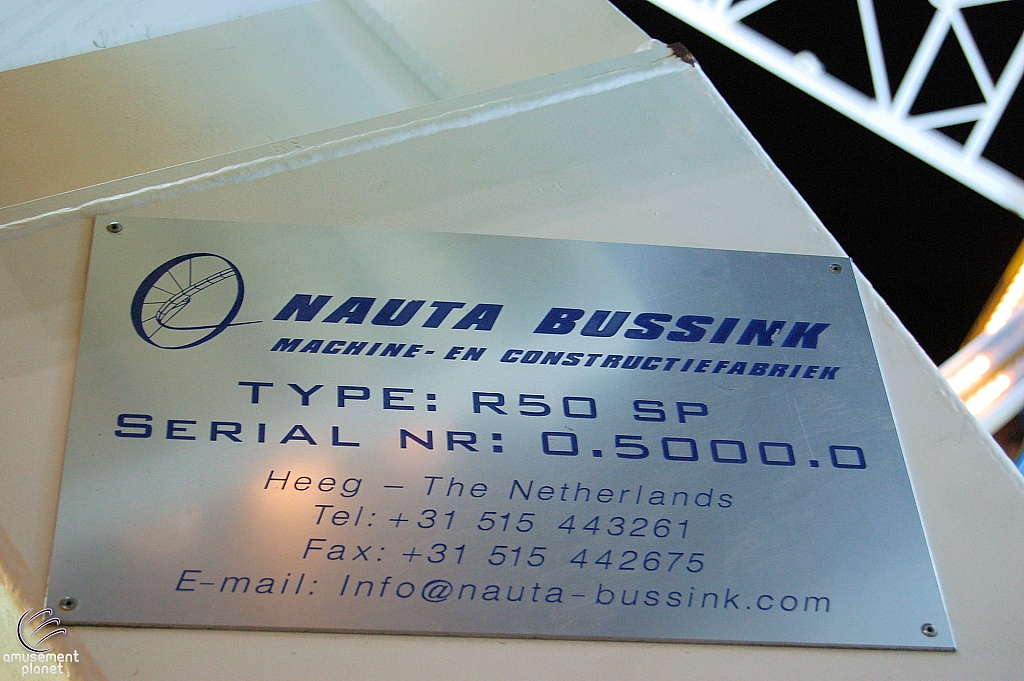 NAUTA BUSSINK
MACHINE- EN CONSTRUCTIEFABRIEK
TYPE: R50 SP
SERIAL NR: 0.5000.0
Heeg – The Netherlands
Tel: +31 515 443261
Fax: +31 515 442675
E-mail: Info@nauta-bussink.com
amusement
planet